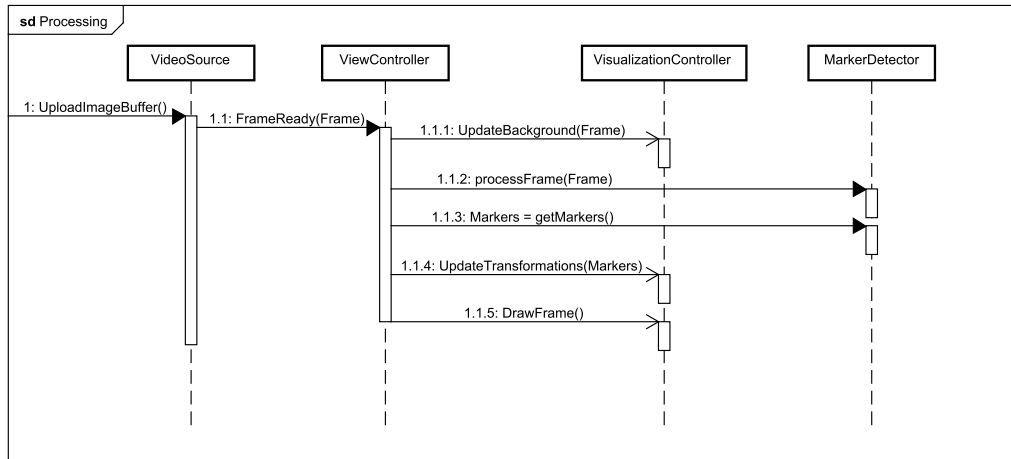 sd Processing
VideoSource
ViewController
VisualizationController
MarkerDetector
1: UploadImageBuffer()
1.1: FrameReady(Frame)
1.1.1: UpdateBackground(Frame)
1.1.2: processFrame(Frame)
1.1.3: Markers = getMarkers()
1.1.4: UpdateTransformations(Markers)
1.1.5: DrawFrame()